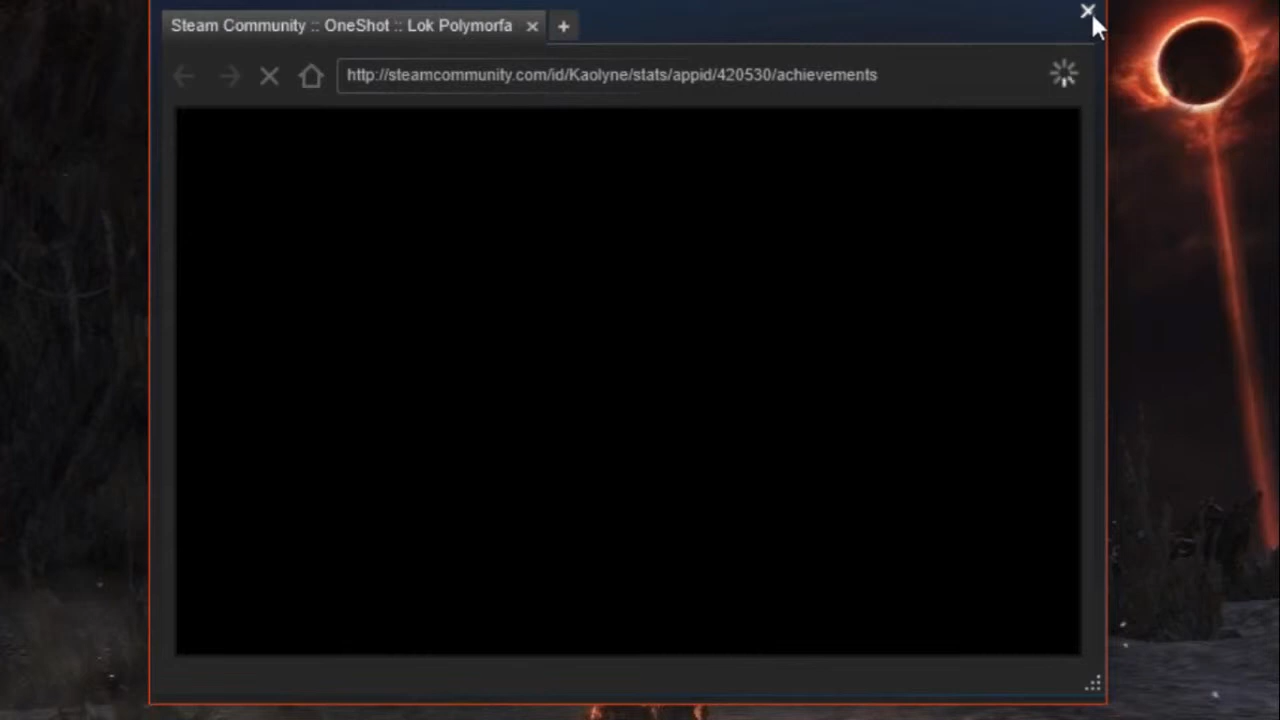 Steam Community :: OneShot :: Lok Polymorfa
http://steamcommunity.com/id/Kaolyne/stats/appid/420530/achievements